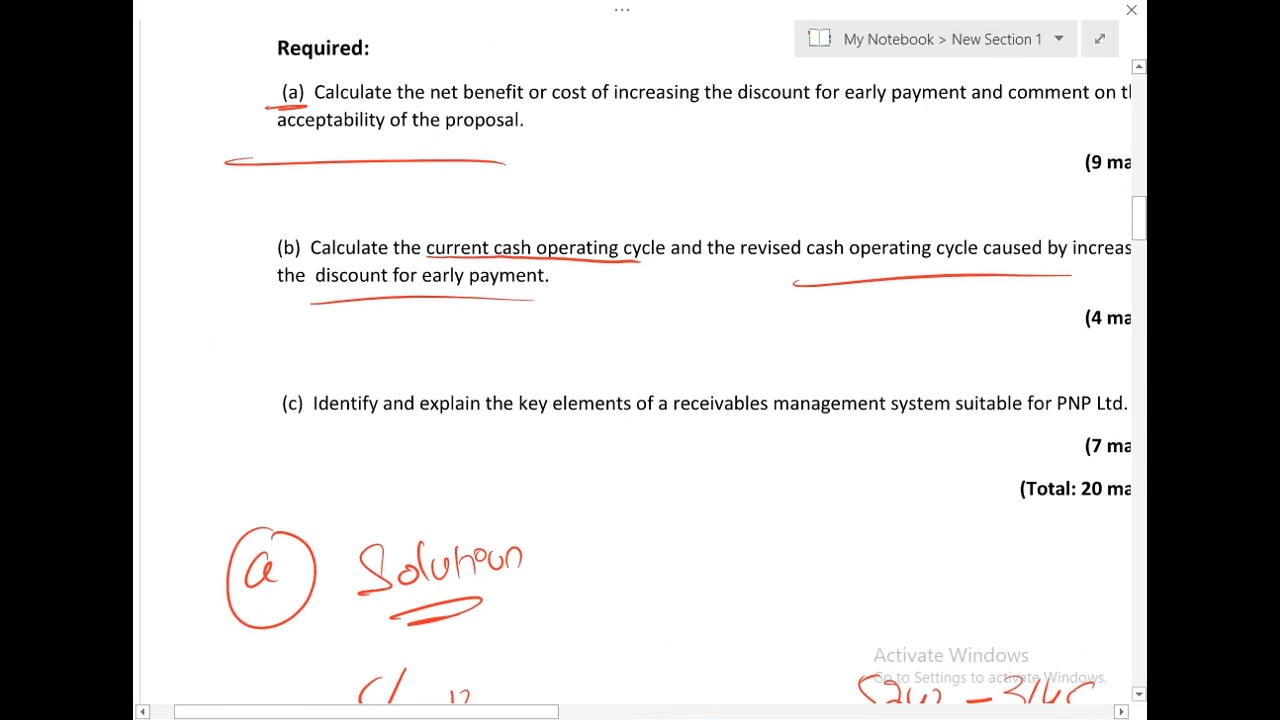 My Notebook > New Section 1
Required:
(a) Calculate the net benefit or cost of increasing the discount for early payment and comment on t
acceptability of the proposal.
(9 ma
(b) Calculate the current cash operating cycle and the revised cash operating cycle caused by increas
the discount for early payment.
(4 ma
(c) Identify and explain the key elements of a receivables management system suitable for PNP Ltd.
(7 ma
(Total: 20 ma
a Solution
Activate Windows
Go to Settings to activate Windows.